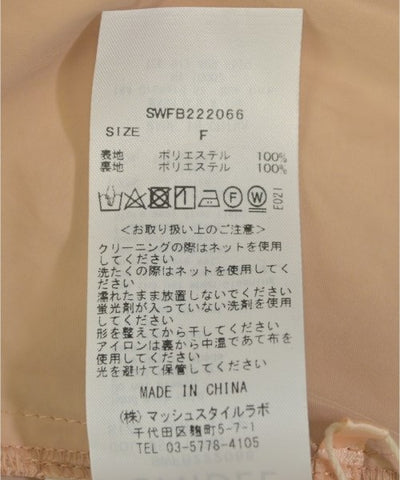 SWFB222066
SIZE F
表地 ポリエステル 100%
裏地 ポリエステル 100%
E021
<お取り扱い上のご注意>
クリーニングの際はネットを使用
してください
洗たくの際はネットを使用して
ください
濡れたまま放置しないでください
蛍光剤が入っていない洗剤を使用
してください
形を整えてから干してください
アイロンは裏から中温であて布を
使用してください
光を避けて保管してください
MADE IN CHINA
(株)マッシュスタイルラボ
千代田区麹町5-7-1
TEL 03-5778-4105